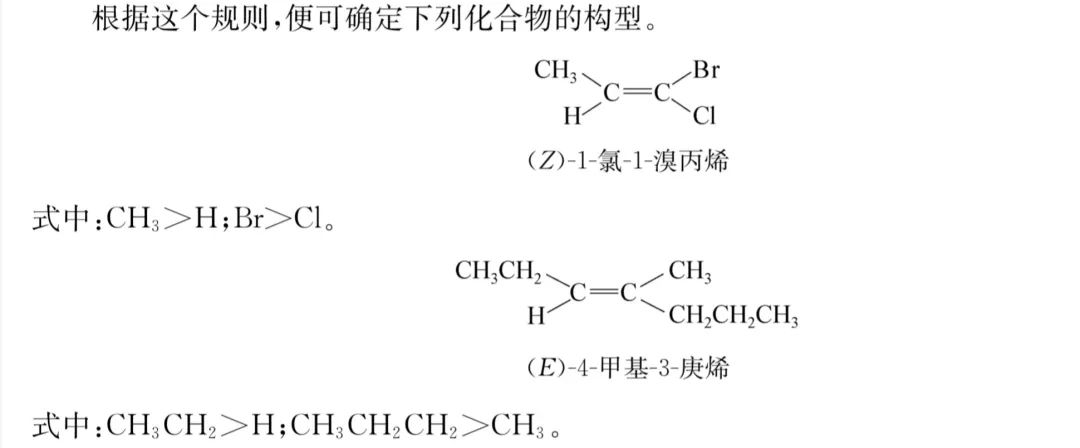 根据这个规则,便可确定下列化合物的构型。
CH₃ Br
C=C
H Cl
(Z)-1-氯-1-溴丙烯
式中:CH₃>H;Br>Cl。
CH₃CH₂ CH₃
C=C
H CH₂CH₂CH₃
(E)-4-甲基-3-庚烯
式中:CH₃CH₂>H;CH₃CH₂CH₂>CH₃。